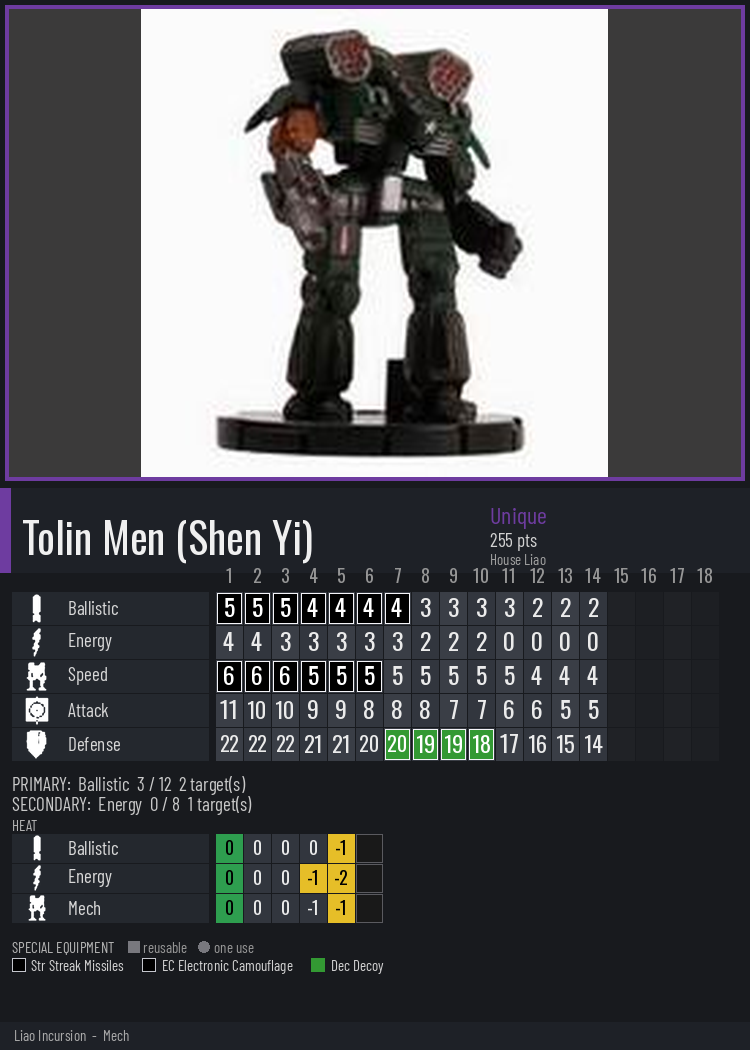 Tolin Men (Shen Yi)
Unique
255 pts
House Liao
1 2 3 4 5 6 7 8 9 10 11 12 13 14 15 16 17 18
Ballistic 5 5 5 4 4 4 4 3 3 3 3 2 2 2
Energy 4 4 3 3 3 3 3 2 2 2 0 0 0 0
Speed 6 6 6 5 5 5 5 5 5 5 5 4 4 4
Attack 11 10 10 9 9 8 8 8 7 7 6 6 5 5
Defense 22 22 22 21 21 20 20 19 19 18 17 16 15 14
PRIMARY: Ballistic 3 / 12 2 target(s)
SECONDARY: Energy 0 / 8 1 target(s)
HEAT
Ballistic 0 0 0 0 -1
Energy 0 0 0 -1 -2
Mech 0 0 0 -1 -1
SPECIAL EQUIPMENT reusable one use
Str Streak Missiles EC Electronic Camouflage Dec Decoy
Liao Incursion - Mech